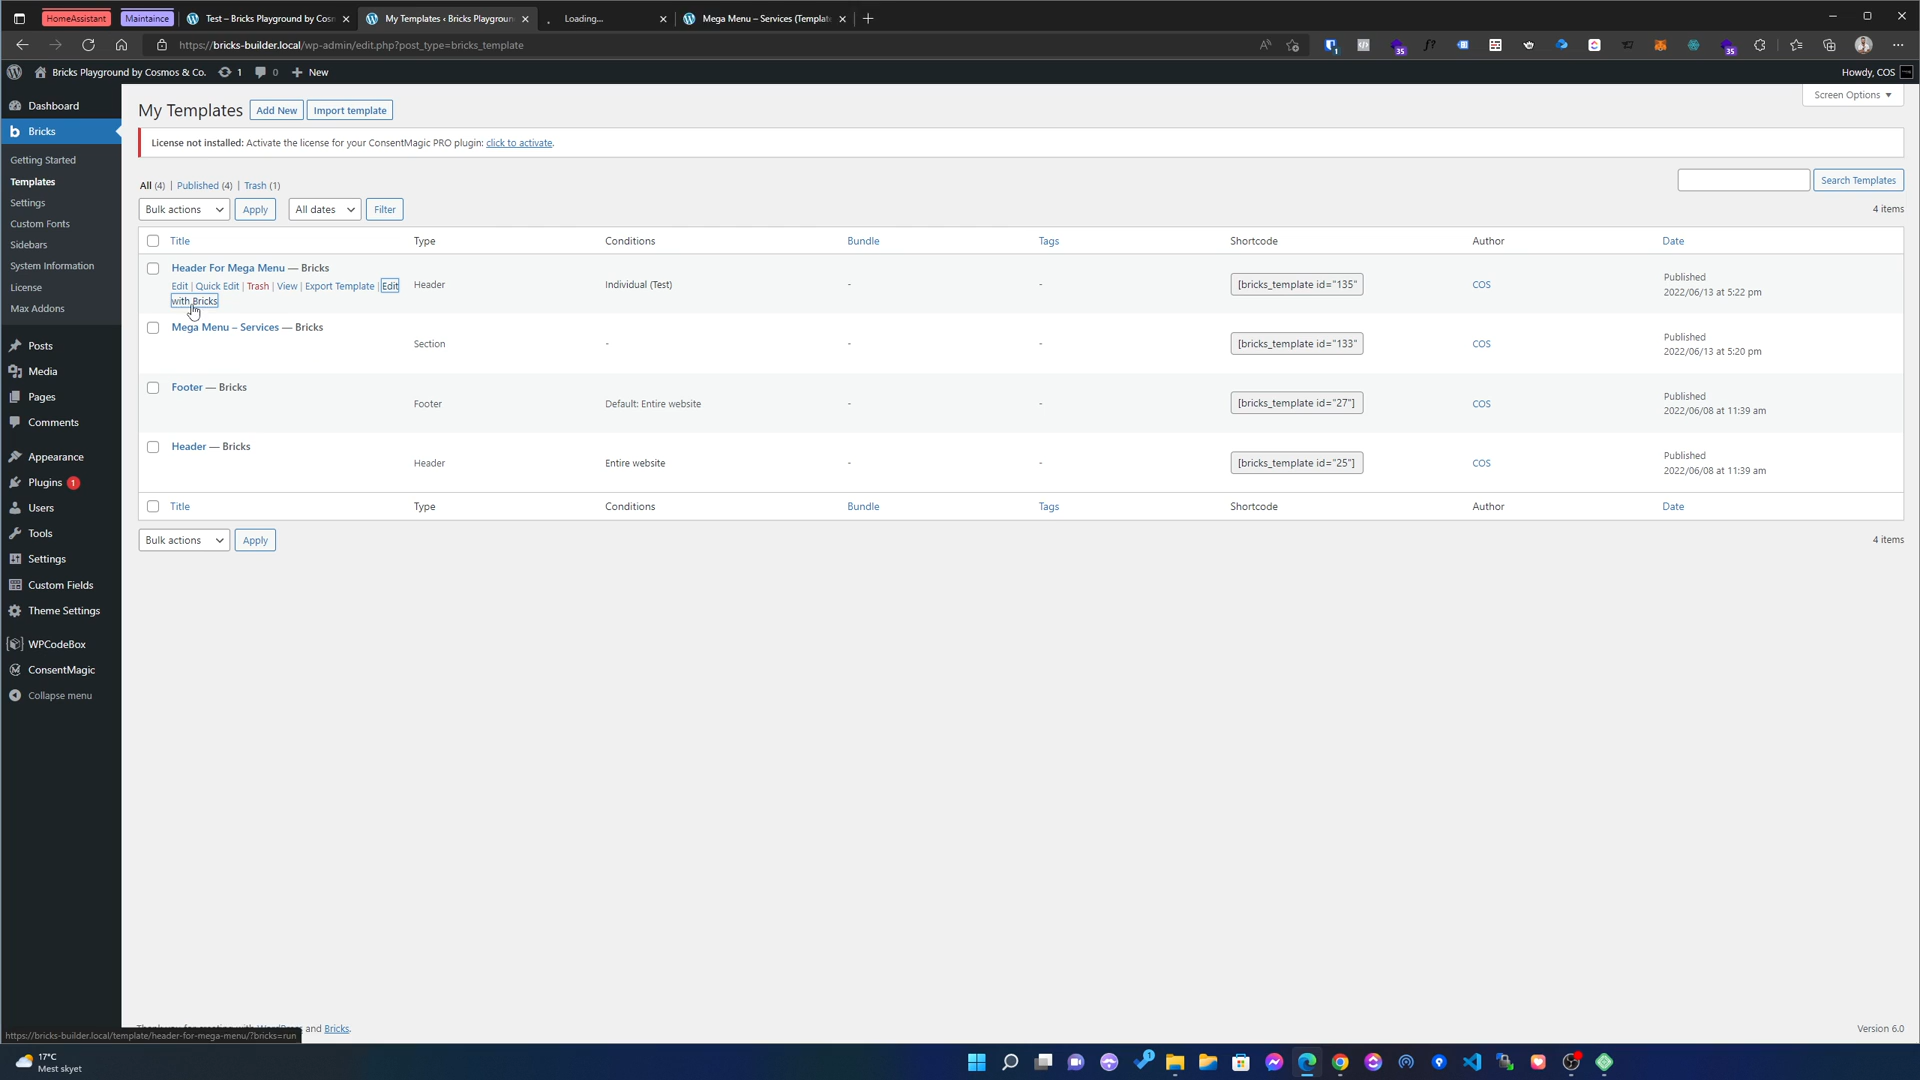 HomeAssistant
Maintaince
Test – Bricks Playground by Cosm
My Templates ‹ Bricks Playground
Loading...
Mega Menu – Services (Template
https://bricks-builder.local/wp-admin/edit.php?post_type=bricks_template
35
35
Bricks Playground by Cosmos & Co.
1
0
New
Howdy, COS
Dashboard
Bricks
Getting Started
Templates
Settings
Custom Fonts
Sidebars
System Information
License
Max Addons
Posts
Media
Pages
Comments
Appearance
Plugins 1
Users
Tools
Settings
Custom Fields
Theme Settings
WPCodeBox
ConsentMagic
Collapse menu
Screen Options
My Templates
Add New
Import template
License not installed: Activate the license for your ConsentMagic PRO plugin: click to activate.
All (4) | Published (4) | Trash (1)
Search Templates
Bulk actions
Apply
All dates
Filter
4 items
Title Type Conditions Bundle Tags Shortcode Author Date
Header For Mega Menu — Bricks
Edit | Quick Edit | Trash | View | Export Template | Edit with Bricks
Header
Individual (Test)
-
-
[bricks_template id="135"
COS
Published
2022/06/13 at 5:22 pm
Mega Menu – Services — Bricks
Section
-
-
-
[bricks_template id="133"
COS
Published
2022/06/13 at 5:20 pm
Footer — Bricks
Footer
Default: Entire website
-
-
[bricks_template id="27"]
COS
Published
2022/06/08 at 11:39 am
Header — Bricks
Header
Entire website
-
-
[bricks_template id="25"]
COS
Published
2022/06/08 at 11:39 am
Title Type Conditions Bundle Tags Shortcode Author Date
Bulk actions
Apply
4 items
and Bricks.
Version 6.0
https://bricks-builder.local/template/header-for-mega-menu/?bricks=run
17°C
Mest skyet
1